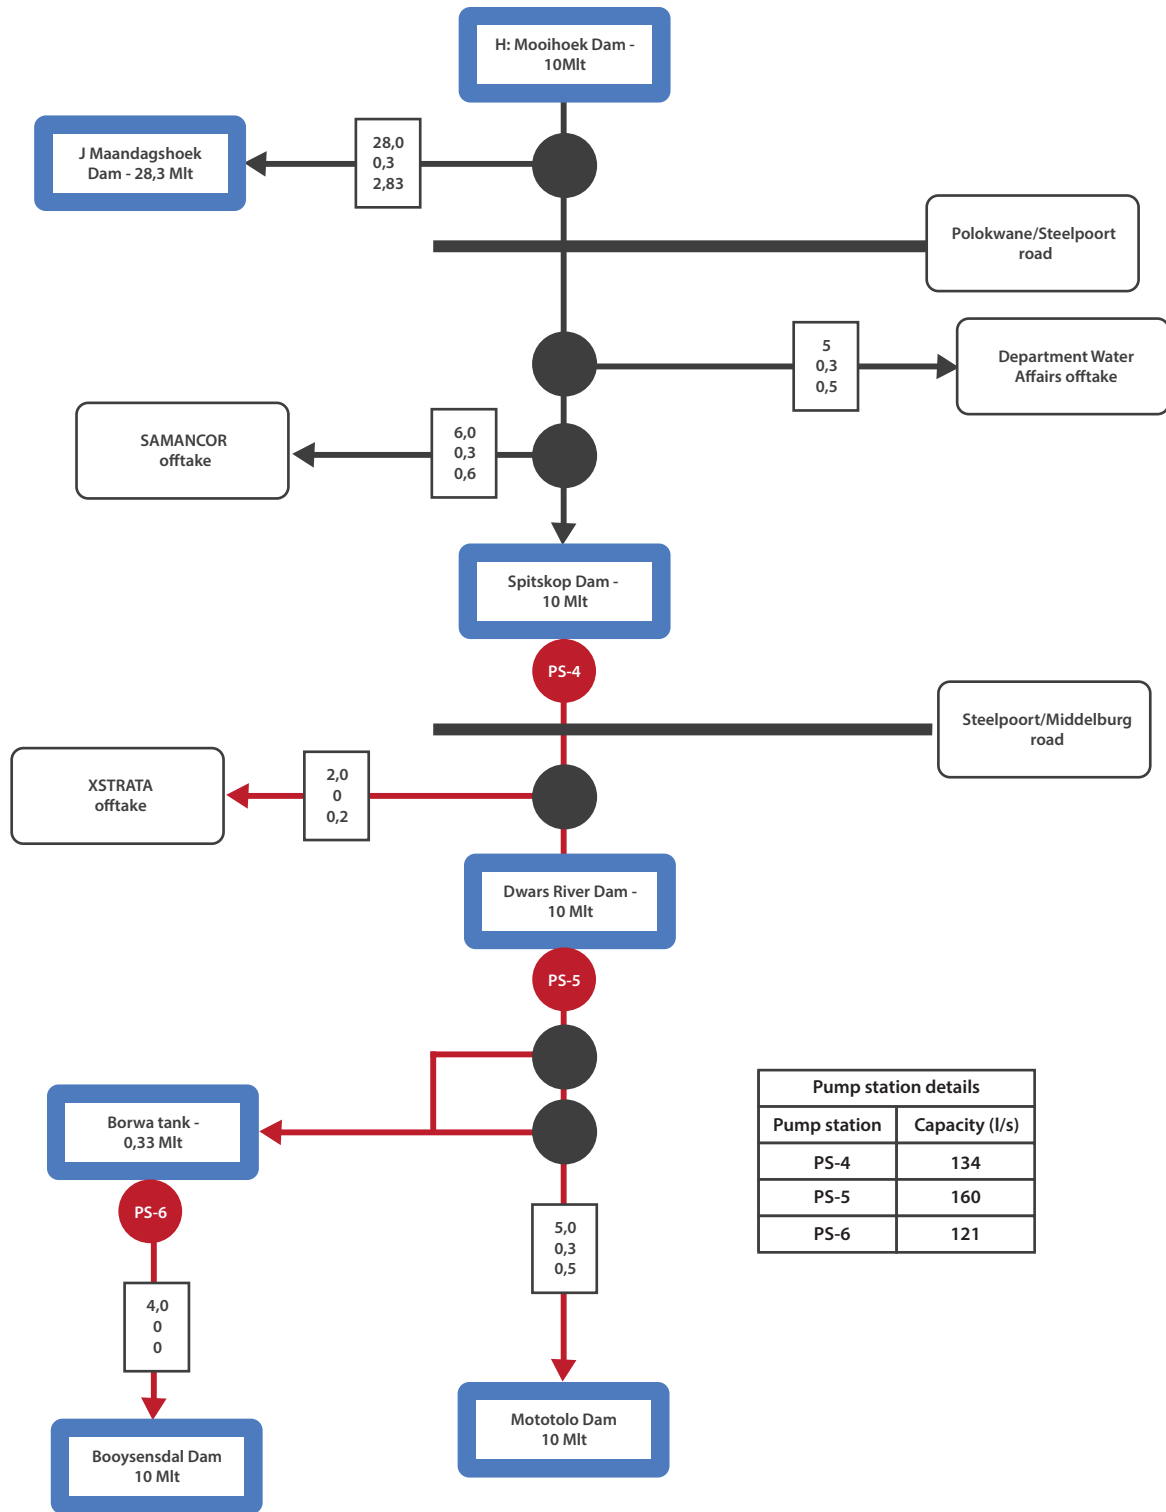 H: Mooihoek Dam -
10Mlt
J Maandagshoek
Dam - 28,3 Mlt
28,0
0,3
2,83
Polokwane/Steelpoort
road
5
0,3
0,5
Department Water
Affairs offtake
SAMANCOR
offtake
6,0
0,3
0,6
Spitskop Dam -
10 Mlt
PS-4
Steelpoort/Middelburg
road
XSTRATA
offtake
2,0
0
0,2
Dwars River Dam -
10 Mlt
PS-5
Borwa tank -
0,33 Mlt
PS-6
4,0
0
0
5,0
0,3
0,5
Booysensdal Dam
10 Mlt
Mototolo Dam
10 Mlt
Pump station details
Pump station Capacity (l/s)
PS-4 134
PS-5 160
PS-6 121